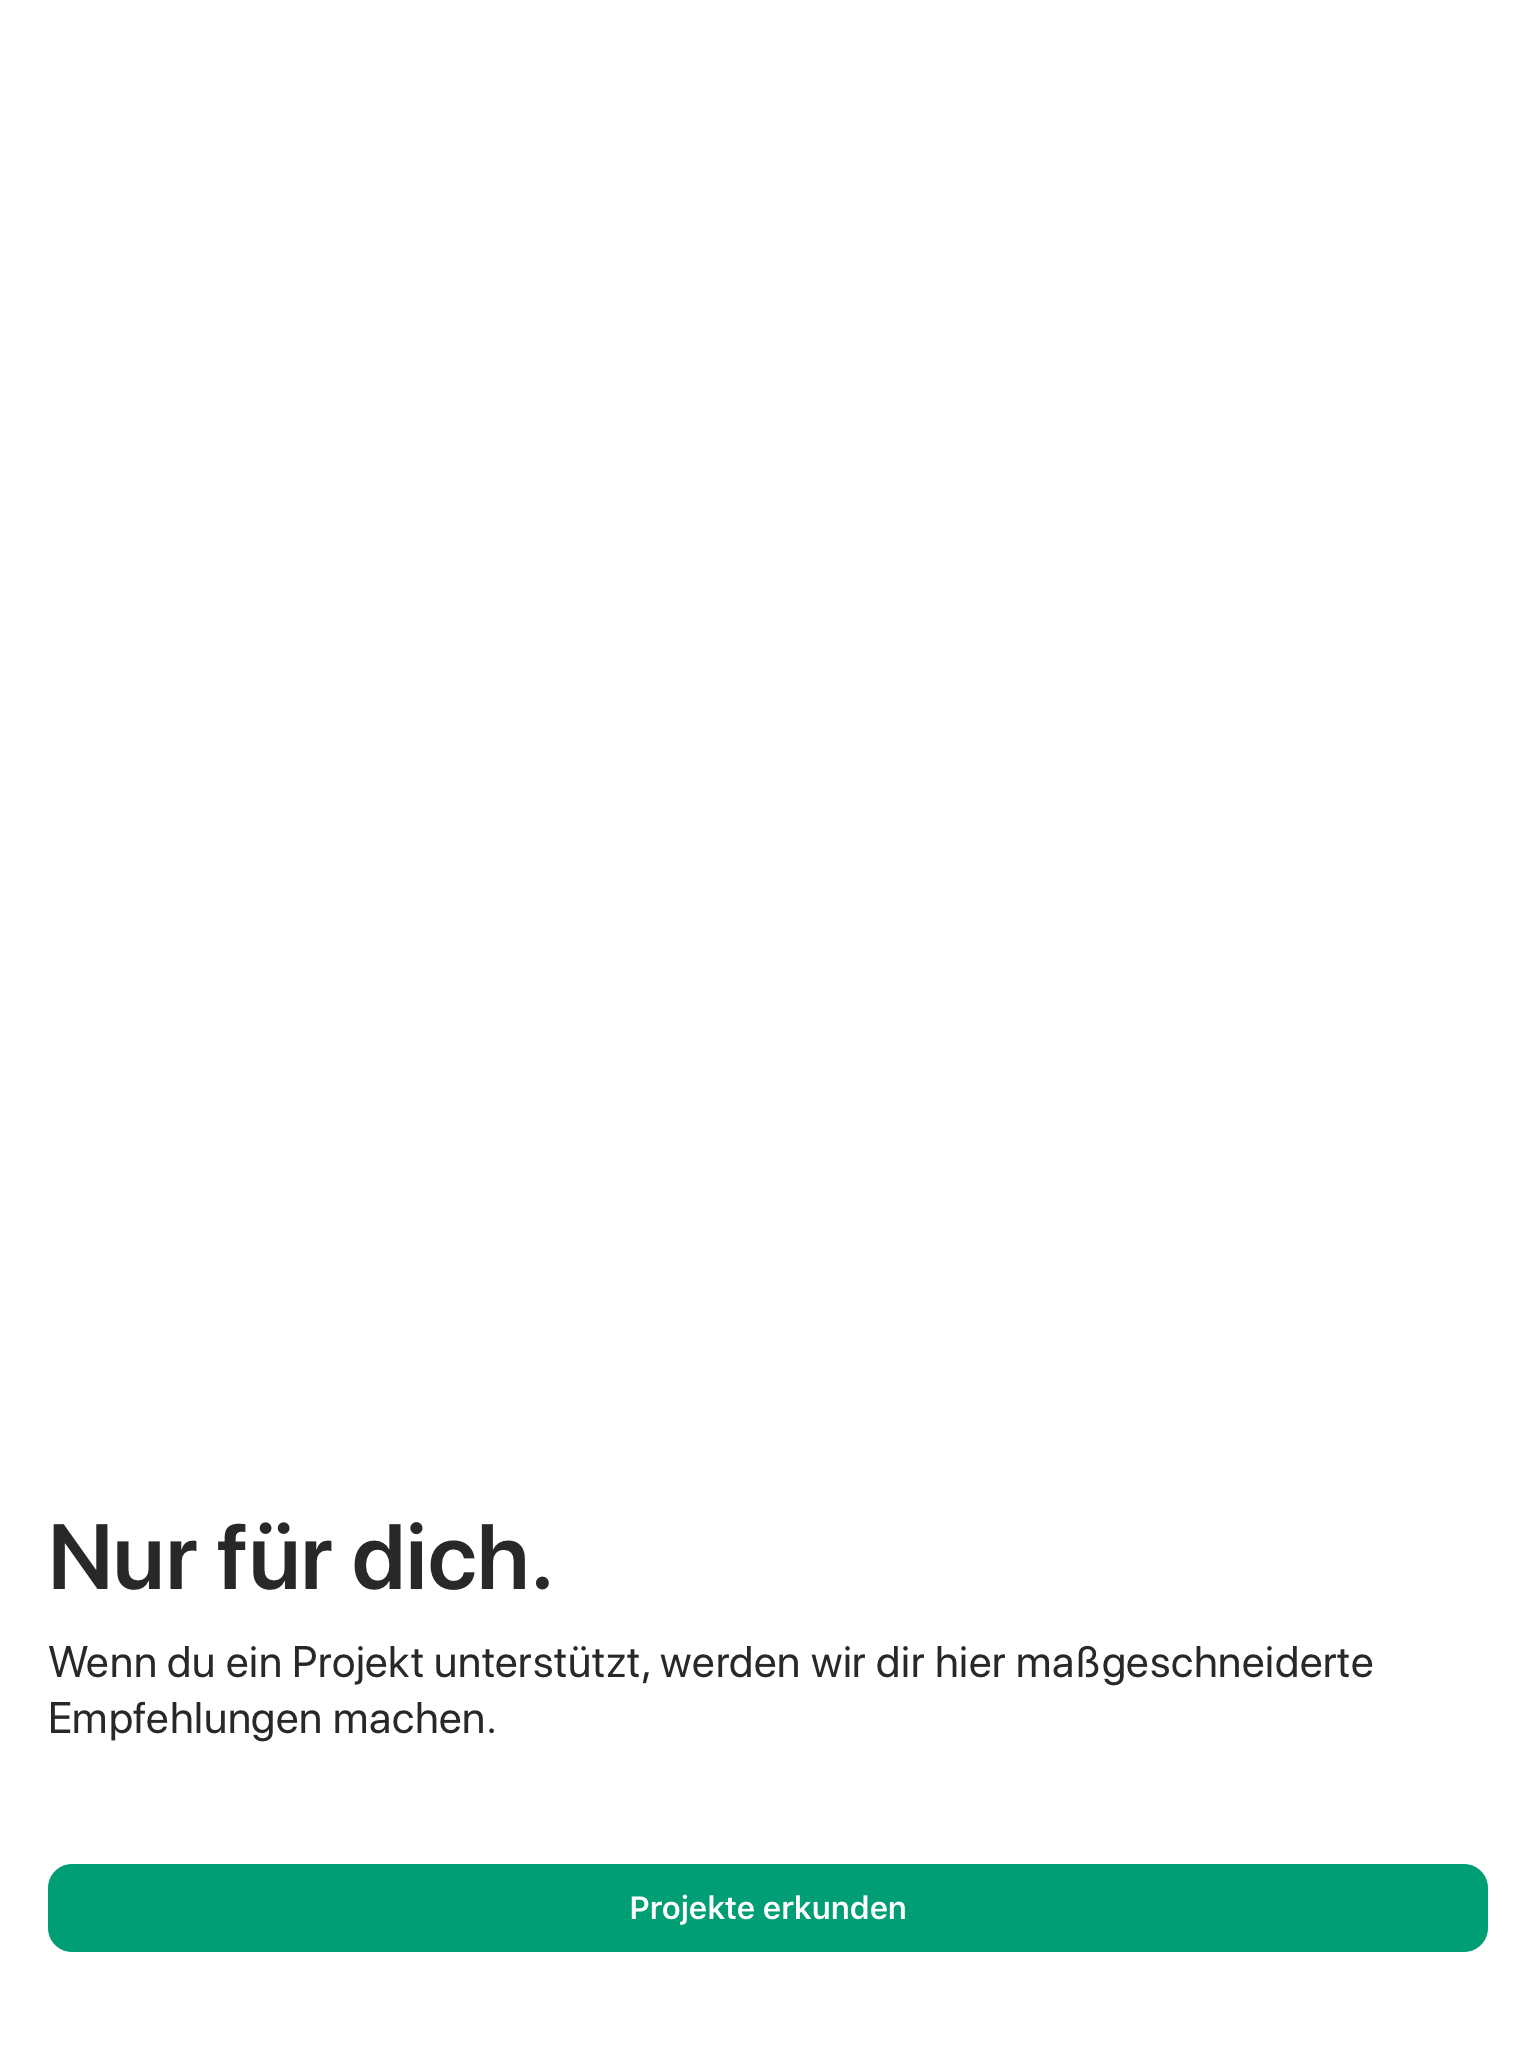 Nur für dich.
Wenn du ein Projekt unterstützt, werden wir dir hier maßgeschneiderte
Empfehlungen machen.
Projekte erkunden